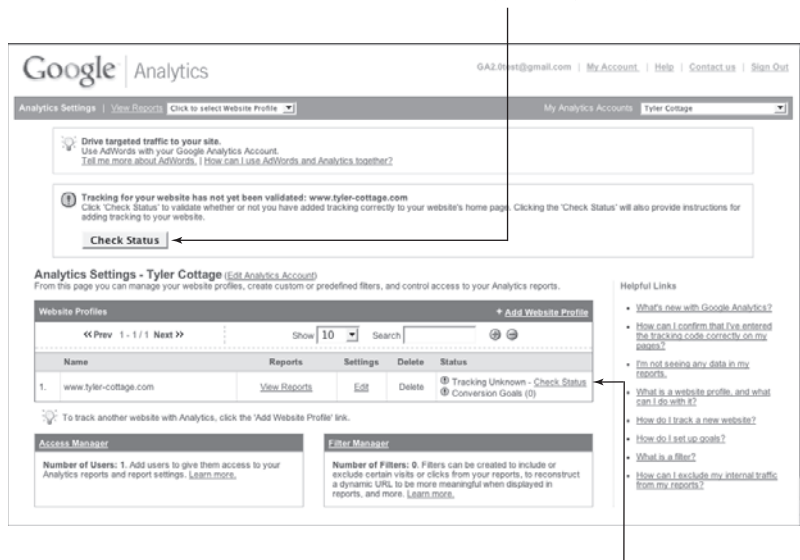 Google Analytics
GA2.0test@gmail.com | My Account | Help | Contact us | Sign Out
Analytics Settings | View Reports Click to select Website Profile
My Analytics Accounts Tyler Cottage
Drive targeted traffic to your site.
Use AdWords with your Google Analytics Account.
Tell me more about AdWords. | How can I use AdWords and Analytics together?
Tracking for your website has not yet been validated: www.tyler-cottage.com
Click 'Check Status' to validate whether or not you have added tracking correctly to your website's home page. Clicking the 'Check Status' will also provide instructions for
adding tracking to your website.
Check Status
Analytics Settings - Tyler Cottage (Edit Analytics Account)
From this page you can manage your website profiles, create custom or predefined filters, and control access to your Analytics reports.
Website Profiles
+ Add Website Profile
« Prev 1 - 1 / 1 Next »
Show 10 Search
Name Reports Settings Delete Status
1. www.tyler-cottage.com View Reports Edit Delete Tracking Unknown - Check Status
Conversion Goals (0)
To track another website with Analytics, click the 'Add Website Profile' link.
Access Manager
Number of Users: 1. Add users to give them access to your
Analytics reports and report settings. Learn more.
Filter Manager
Number of Filters: 0. Filters can be created to include or
exclude certain visits or clicks from your reports, to reconstruct
a dynamic URL to be more meaningful when displayed in
reports, and more. Learn more.
Helpful Links
What's new with Google Analytics?
How can I confirm that I've entered
the tracking code correctly on my
pages?
I'm not seeing any data in my
reports.
What is a website profile, and what
can I do with it?
How do I track a new website?
How do I set up goals?
What is a filter?
How can I exclude my internal traffic
from my reports?